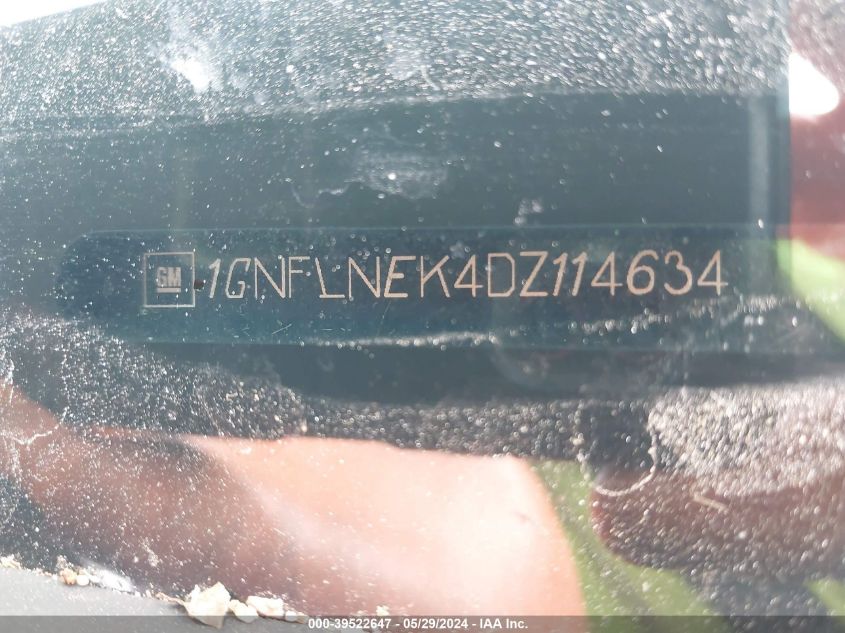 GM 1GNFLNEK4DZ114634
000-39522647 - 05/29/2024 - IAA, Inc.